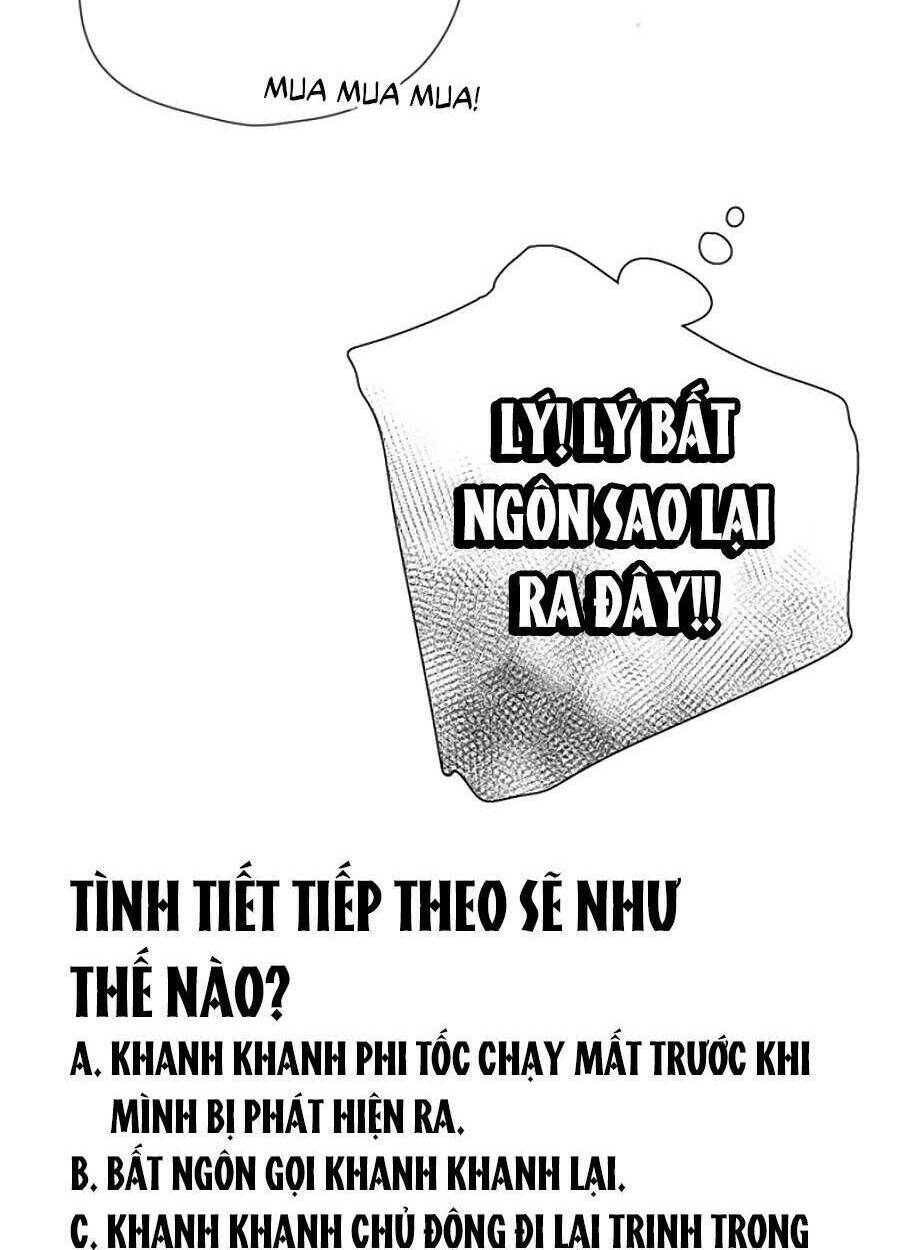 MUA MUA MUA!
LÝ! LÝ BẤT
NGÔN SAO LẠI
RA ĐÂY!!
TÌNH TIẾT TIẾP THEO SẼ NHƯ
THẾ NÀO?
A. KHANH KHANH PHI TỐC CHẠY MẤT TRƯỚC KHI
MÌNH BỊ PHÁT HIỆN RA.
B. BẤT NGÔN GỌI KHANH KHANH LẠI.
C. KHANH KHANH CHỦ ĐỘNG ĐI LẠI TRỊNH TRỌNG